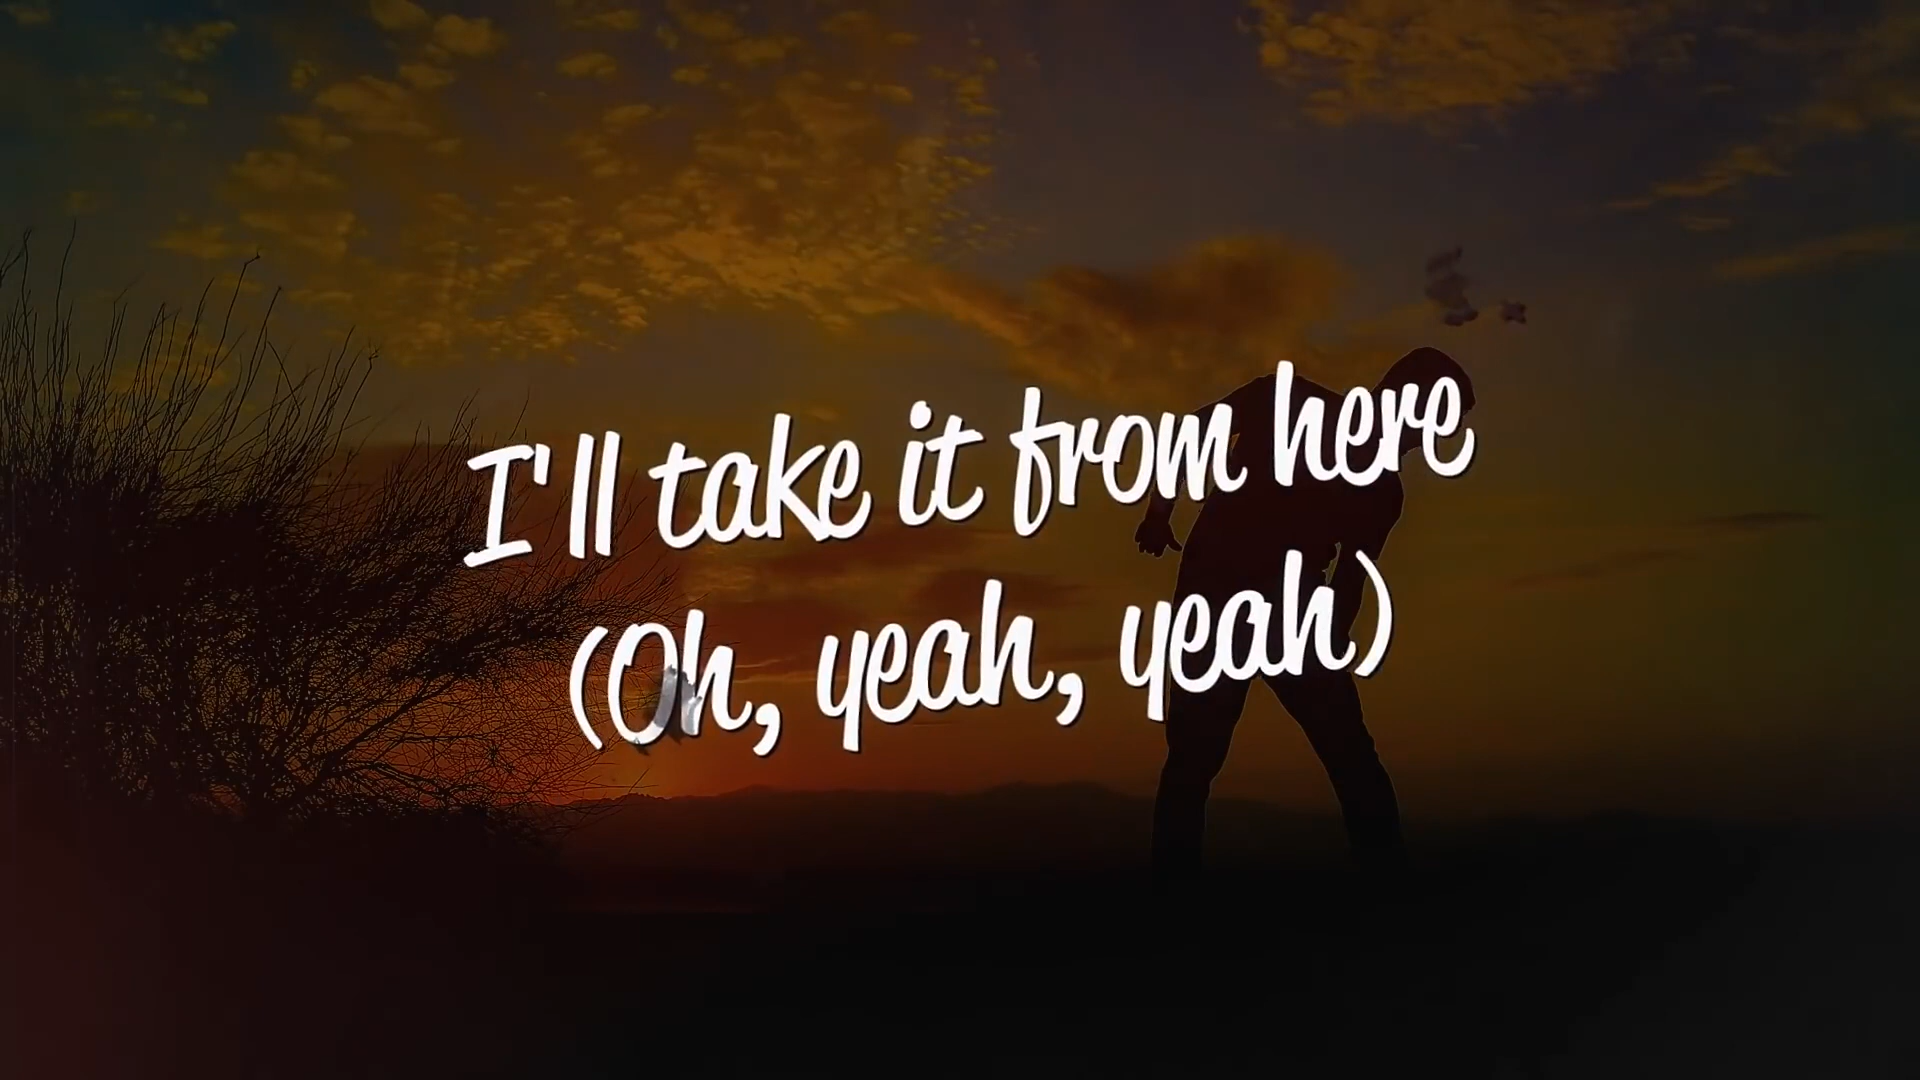 I'll take it from here
(Oh, yeah, yeah)